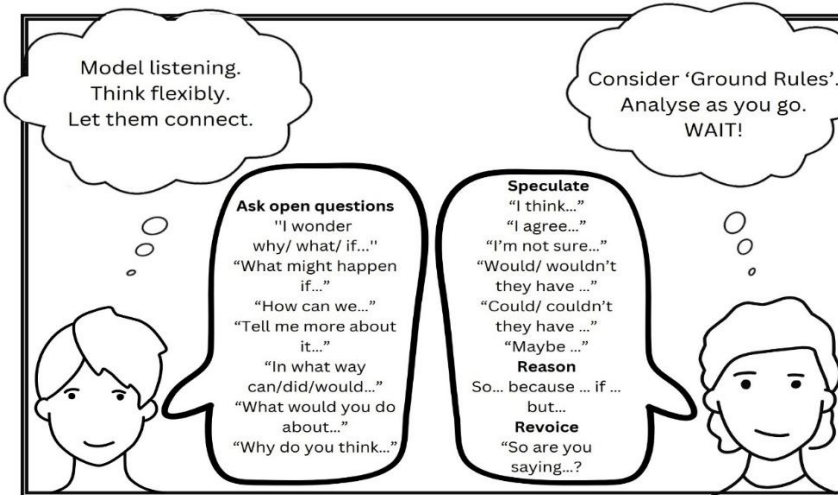 Model listening.
Think flexibly.
Let them connect.
Consider ‘Ground Rules’.
Analyse as you go.
WAIT!
Ask open questions
"I wonder
why/ what/ if..."
“What might happen
if...”
“How can we...”
“Tell me more about
it...”
“In what way
can/did/would...”
“What would you do
about...”
“Why do you think...”
Speculate
“I think...”
“I agree...”
“I’m not sure...”
“Would/ wouldn’t
they have ...”
“Could/ couldn’t
they have ...”
“Maybe ...”
Reason
So... because ... if ...
but...
Revoice
“So are you
saying...?